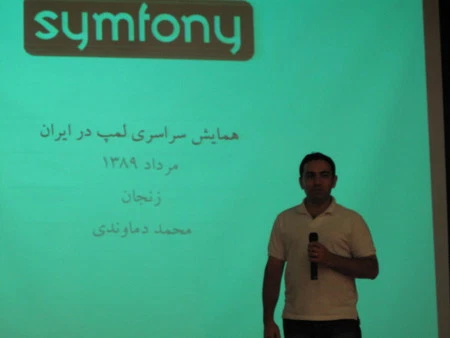 symfony
همایش سراسری لمپ در ایران
مرداد ۱۳۸۹
زنجان
محمد دماوندی